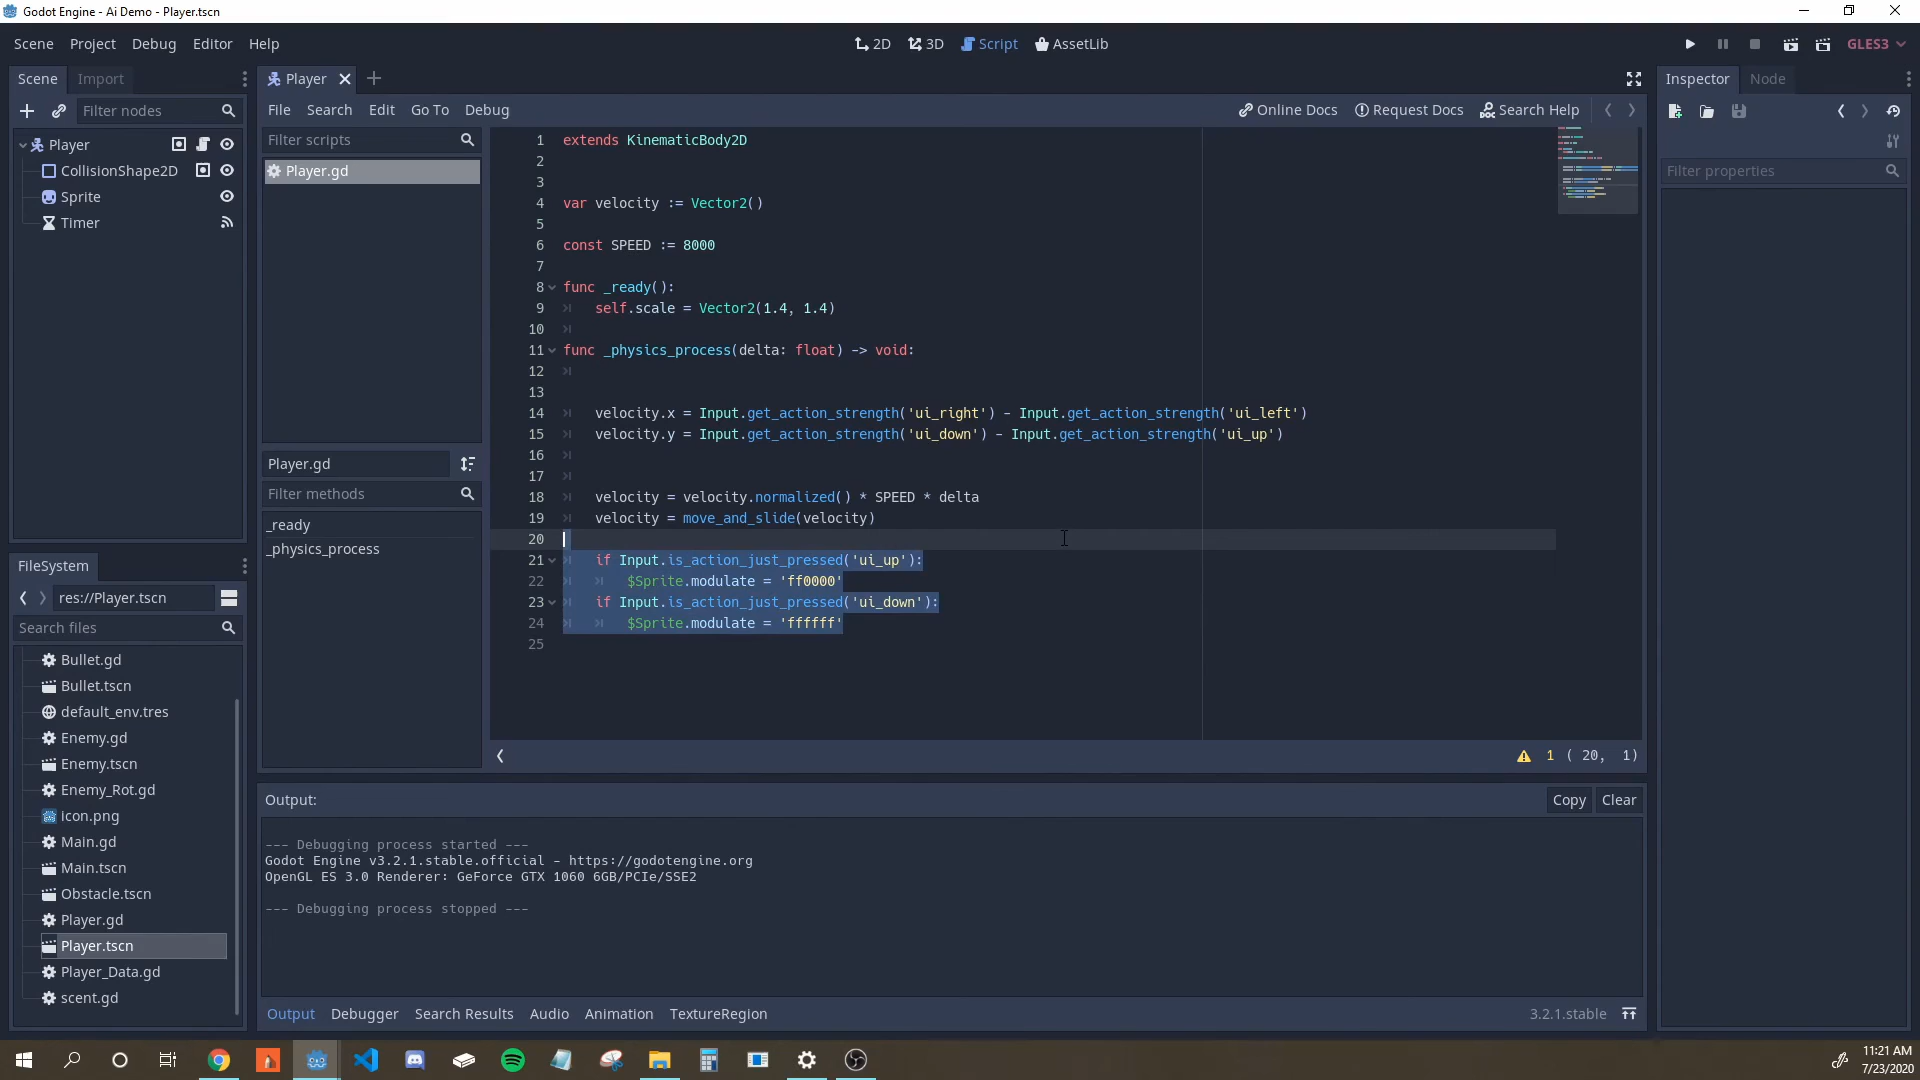 Godot Engine - Ai Demo - Player.tscn
Scene Project Debug Editor Help
2D 3D Script AssetLib
GLES3
Scene Import
Filter nodes
Player
CollisionShape2D
Sprite
Timer
FileSystem
res://Player.tscn
Search files
Bullet.gd
Bullet.tscn
default_env.tres
Enemy.gd
Enemy.tscn
Enemy_Rot.gd
icon.png
Main.gd
Main.tscn
Obstacle.tscn
Player.gd
Player.tscn
Player_Data.gd
scent.gd
Player
File Search Edit Go To Debug
Online Docs Request Docs Search Help
Filter scripts
Player.gd
Player.gd
Filter methods
_ready
_physics_process
1 extends KinematicBody2D
2
3
4 var velocity := Vector2()
5
6 const SPEED := 8000
7
8 func _ready():
9 self.scale = Vector2(1.4, 1.4)
10
11 func _physics_process(delta: float) -> void:
12
13
14 velocity.x = Input.get_action_strength('ui_right') - Input.get_action_strength('ui_left')
15 velocity.y = Input.get_action_strength('ui_down') - Input.get_action_strength('ui_up')
16
17
18 velocity = velocity.normalized() * SPEED * delta
19 velocity = move_and_slide(velocity)
20
21 if Input.is_action_just_pressed('ui_up'):
22 $Sprite.modulate = 'ff0000'
23 if Input.is_action_just_pressed('ui_down'):
24 $Sprite.modulate = 'ffffff'
25
1 ( 20, 1)
Output:
Copy Clear
--- Debugging process started ---
Godot Engine v3.2.1.stable.official - https://godotengine.org
OpenGL ES 3.0 Renderer: GeForce GTX 1060 6GB/PCIe/SSE2
--- Debugging process stopped ---
Output Debugger Search Results Audio Animation TextureRegion
3.2.1.stable
Inspector Node
Filter properties
11:21 AM
7/23/2020